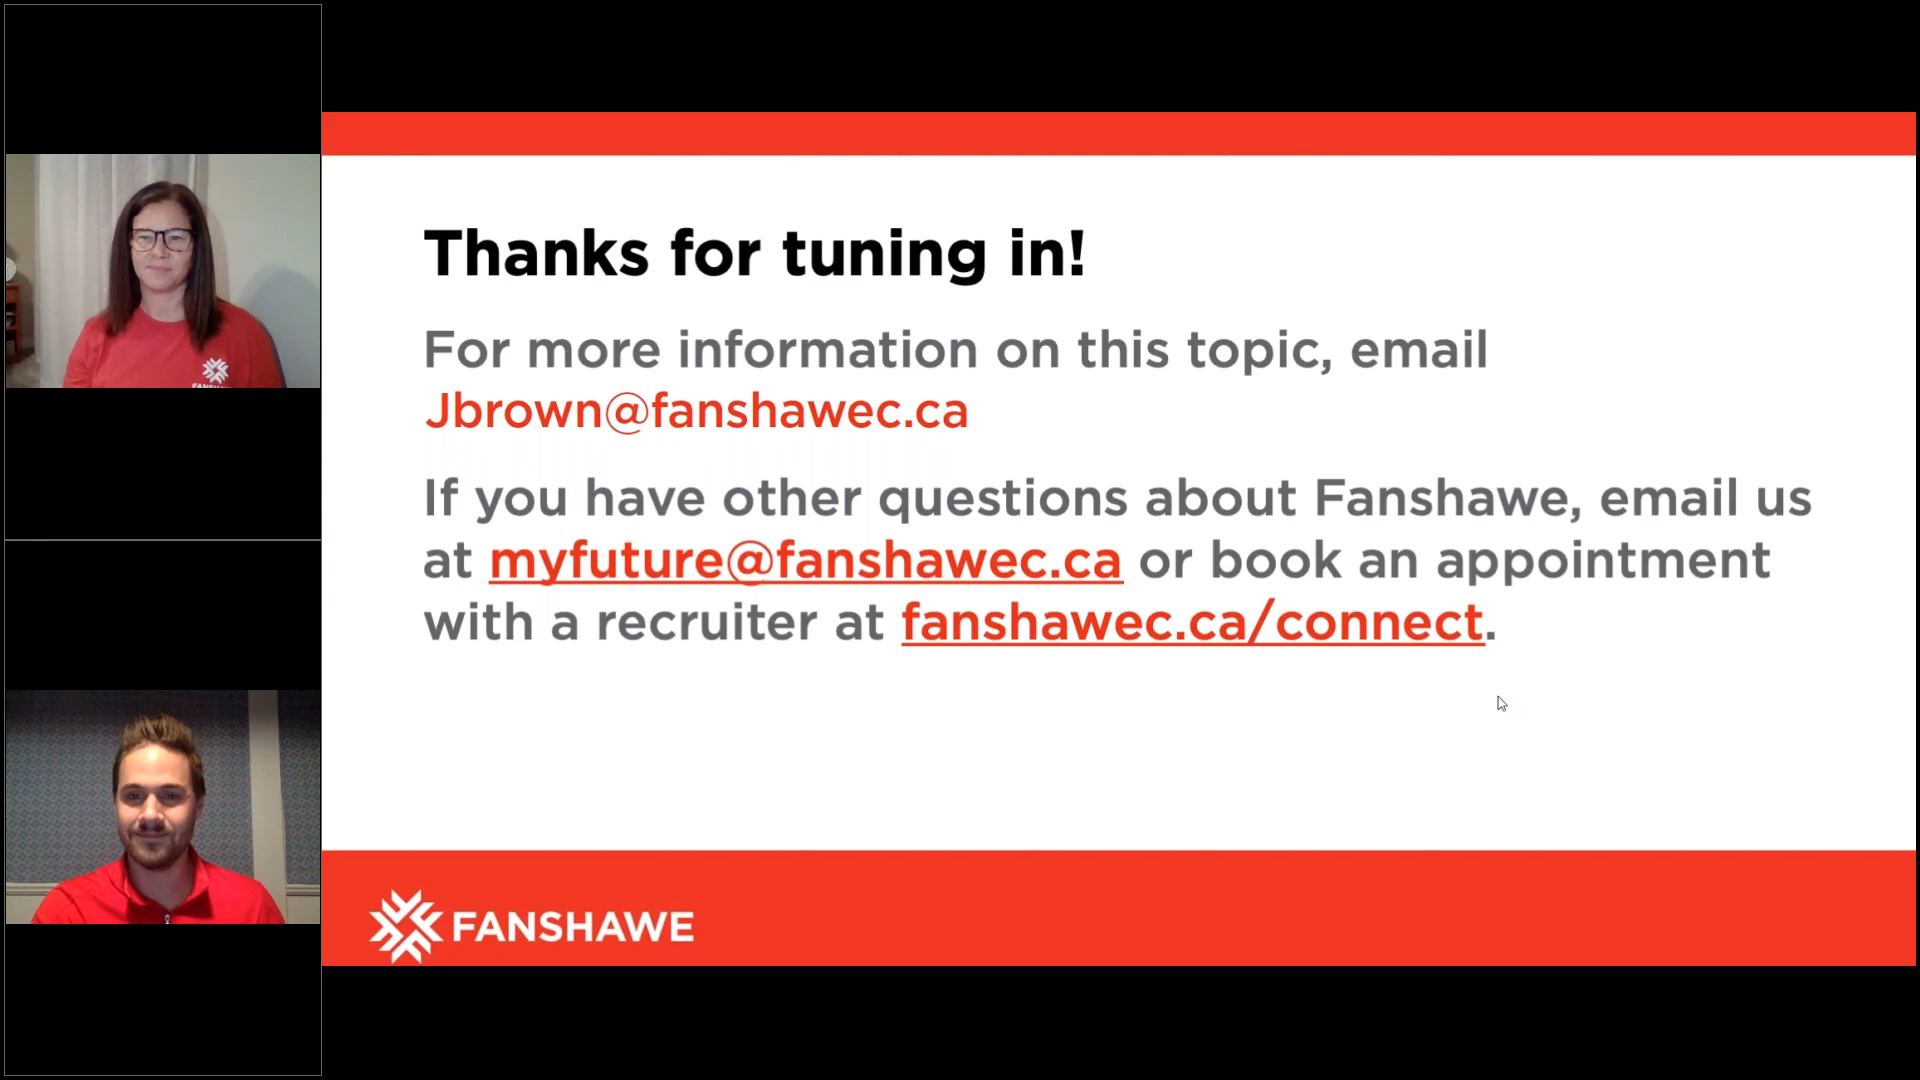 Thanks for tuning in!
For more information on this topic, email
Jbrown@fanshawec.ca
If you have other questions about Fanshawe, email us
at myfuture@fanshawec.ca or book an appointment
with a recruiter at fanshawec.ca/connect.
FANSHAWE